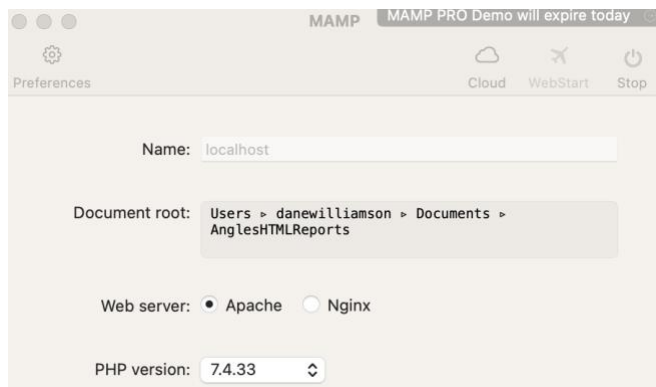 MAMP
MAMP PRO Demo will expire today
Preferences
Cloud
WebStart
Stop
Name: localhost
Document root: Users ▹ danewilliamson ▹ Documents ▹
AnglesHTMLReports
Web server: Apache Nginx
PHP version: 7.4.33